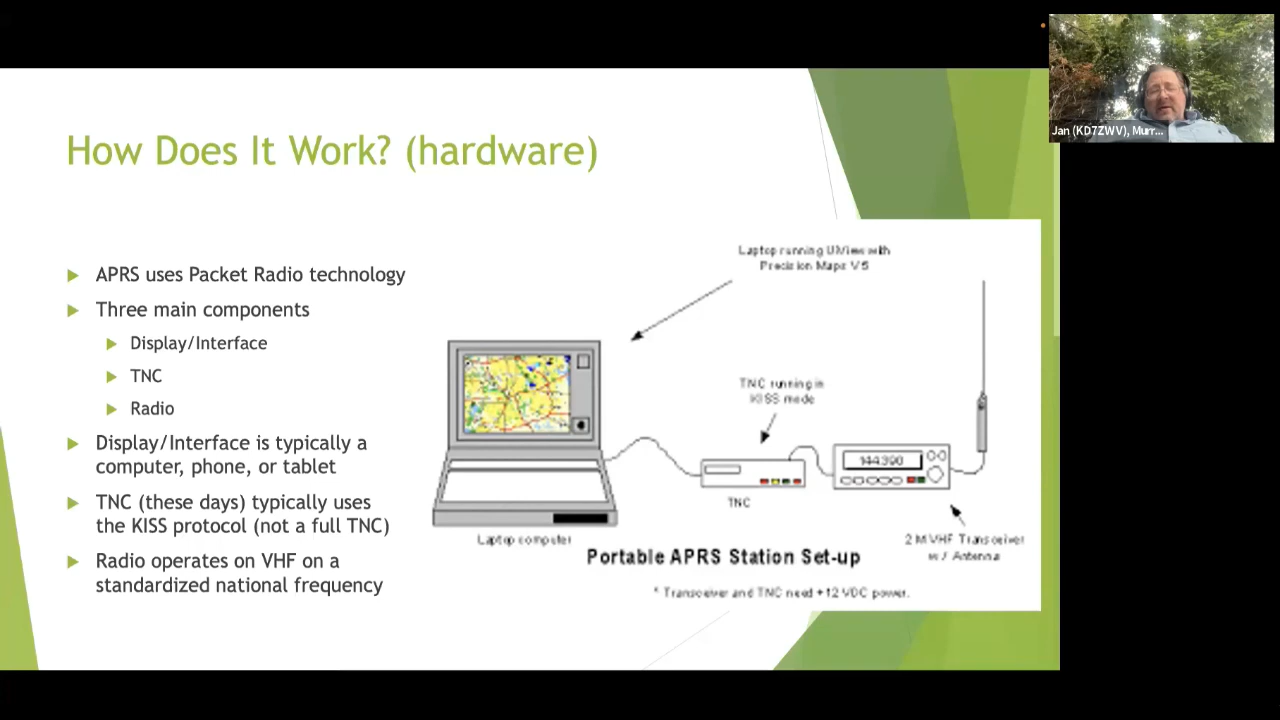 Jan (KD7ZWV), Murr...
How Does It Work? (hardware)
APRS uses Packet Radio technology
Three main components
Display/Interface
TNC
Radio
Display/Interface is typically a
computer, phone, or tablet
TNC (these days) typically uses
the KISS protocol (not a full TNC)
Radio operates on VHF on a
standardized national frequency
Laptop running UIView with
Precision Maps V5
TNC running in
KISS mode
144.390
TNC
Laptop computer
2 M VHF Transceiver
w / Antenna
Portable APRS Station Set-up
* Transceiver and TNC need +12 VDC power.